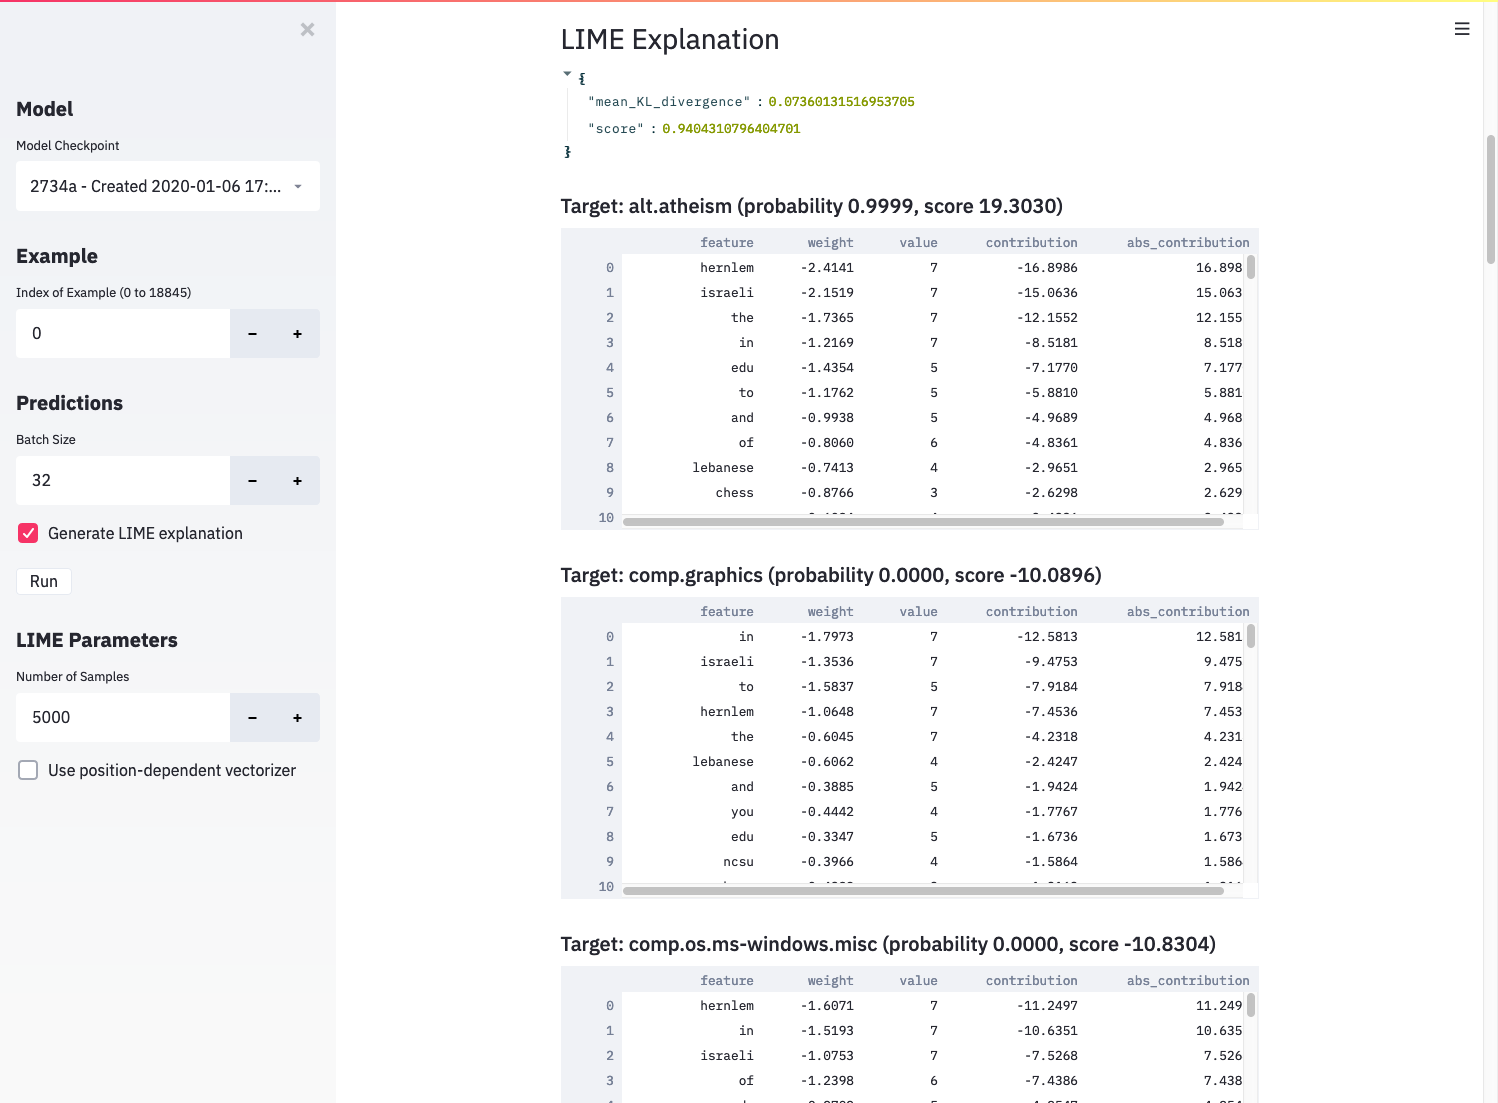 ×
Model
Model Checkpoint
2734a - Created 2020-01-06 17:...
Example
Index of Example (0 to 18845)
0 - +
Predictions
Batch Size
32 - +
Generate LIME explanation
Run
LIME Parameters
Number of Samples
5000 - +
Use position-dependent vectorizer
LIME Explanation
{
"mean_KL_divergence" : 0.07360131516953705
"score" : 0.9404310796404701
}
Target: alt.atheism (probability 0.9999, score 19.3030)
feature weight value contribution abs_contribution
0 hernlem -2.4141 7 -16.8986 16.898
1 israeli -2.1519 7 -15.0636 15.063
2 the -1.7365 7 -12.1552 12.155
3 in -1.2169 7 -8.5181 8.518
4 edu -1.4354 5 -7.1770 7.177
5 to -1.1762 5 -5.8810 5.881
6 and -0.9938 5 -4.9689 4.968
7 of -0.8060 6 -4.8361 4.836
8 lebanese -0.7413 4 -2.9651 2.965
9 chess -0.8766 3 -2.6298 2.629
10
Target: comp.graphics (probability 0.0000, score -10.0896)
feature weight value contribution abs_contribution
0 in -1.7973 7 -12.5813 12.581
1 israeli -1.3536 7 -9.4753 9.475
2 to -1.5837 5 -7.9184 7.918
3 hernlem -1.0648 7 -7.4536 7.453
4 the -0.6045 7 -4.2318 4.231
5 lebanese -0.6062 4 -2.4247 2.424
6 and -0.3885 5 -1.9424 1.942
7 you -0.4442 4 -1.7767 1.776
8 edu -0.3347 5 -1.6736 1.673
9 ncsu -0.3966 4 -1.5864 1.586
10
Target: comp.os.ms-windows.misc (probability 0.0000, score -10.8304)
feature weight value contribution abs_contribution
0 hernlem -1.6071 7 -11.2497 11.249
1 in -1.5193 7 -10.6351 10.635
2 israeli -1.0753 7 -7.5268 7.526
3 of -1.2398 6 -7.4386 7.438